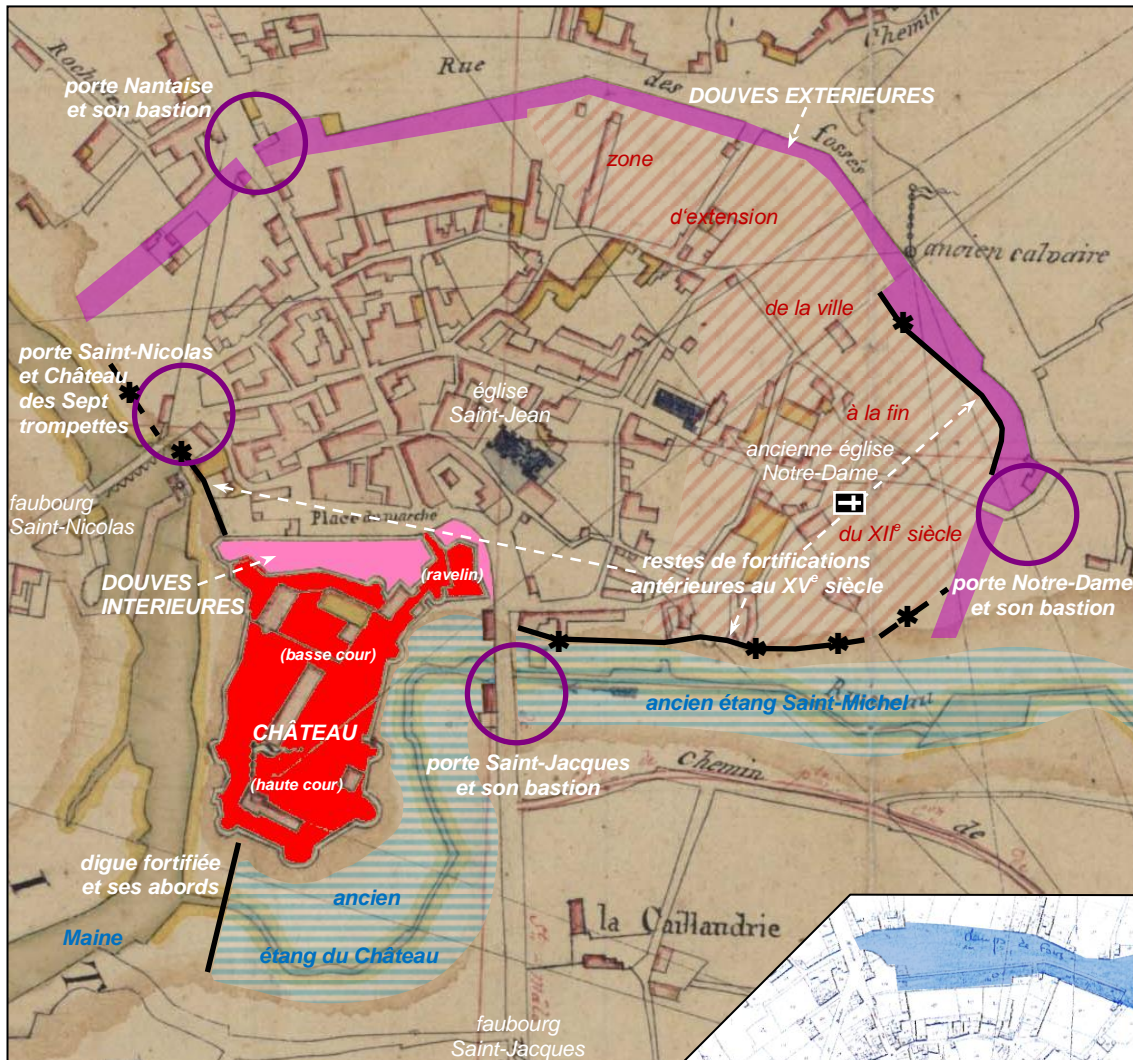 Roche
Rue
des
fossés
Chemin
porte Nantaise
et son bastion
DOUVES EXTERIEURES
zone
d'extension
ancien calvaire
de la ville
porte Saint-Nicolas
et Château
des Sept
trompettes
église
Saint-Jean
à la fin
ancienne église
Notre-Dame
faubourg
Saint-Nicolas
Place du marché
du XIIe siècle
DOUVES
INTERIEURES
(ravelin)
restes de fortifications
antérieures au XVe siècle
porte Notre-Dame
et son bastion
(basse cour)
ancien étang Saint-Michel
CHÂTEAU
(haute cour)
porte Saint-Jacques
et son bastion
chemin
de
digue fortifiée
et ses abords
ancien
étang du Château
Maine
la Caillandrie
faubourg
Saint-Jacques